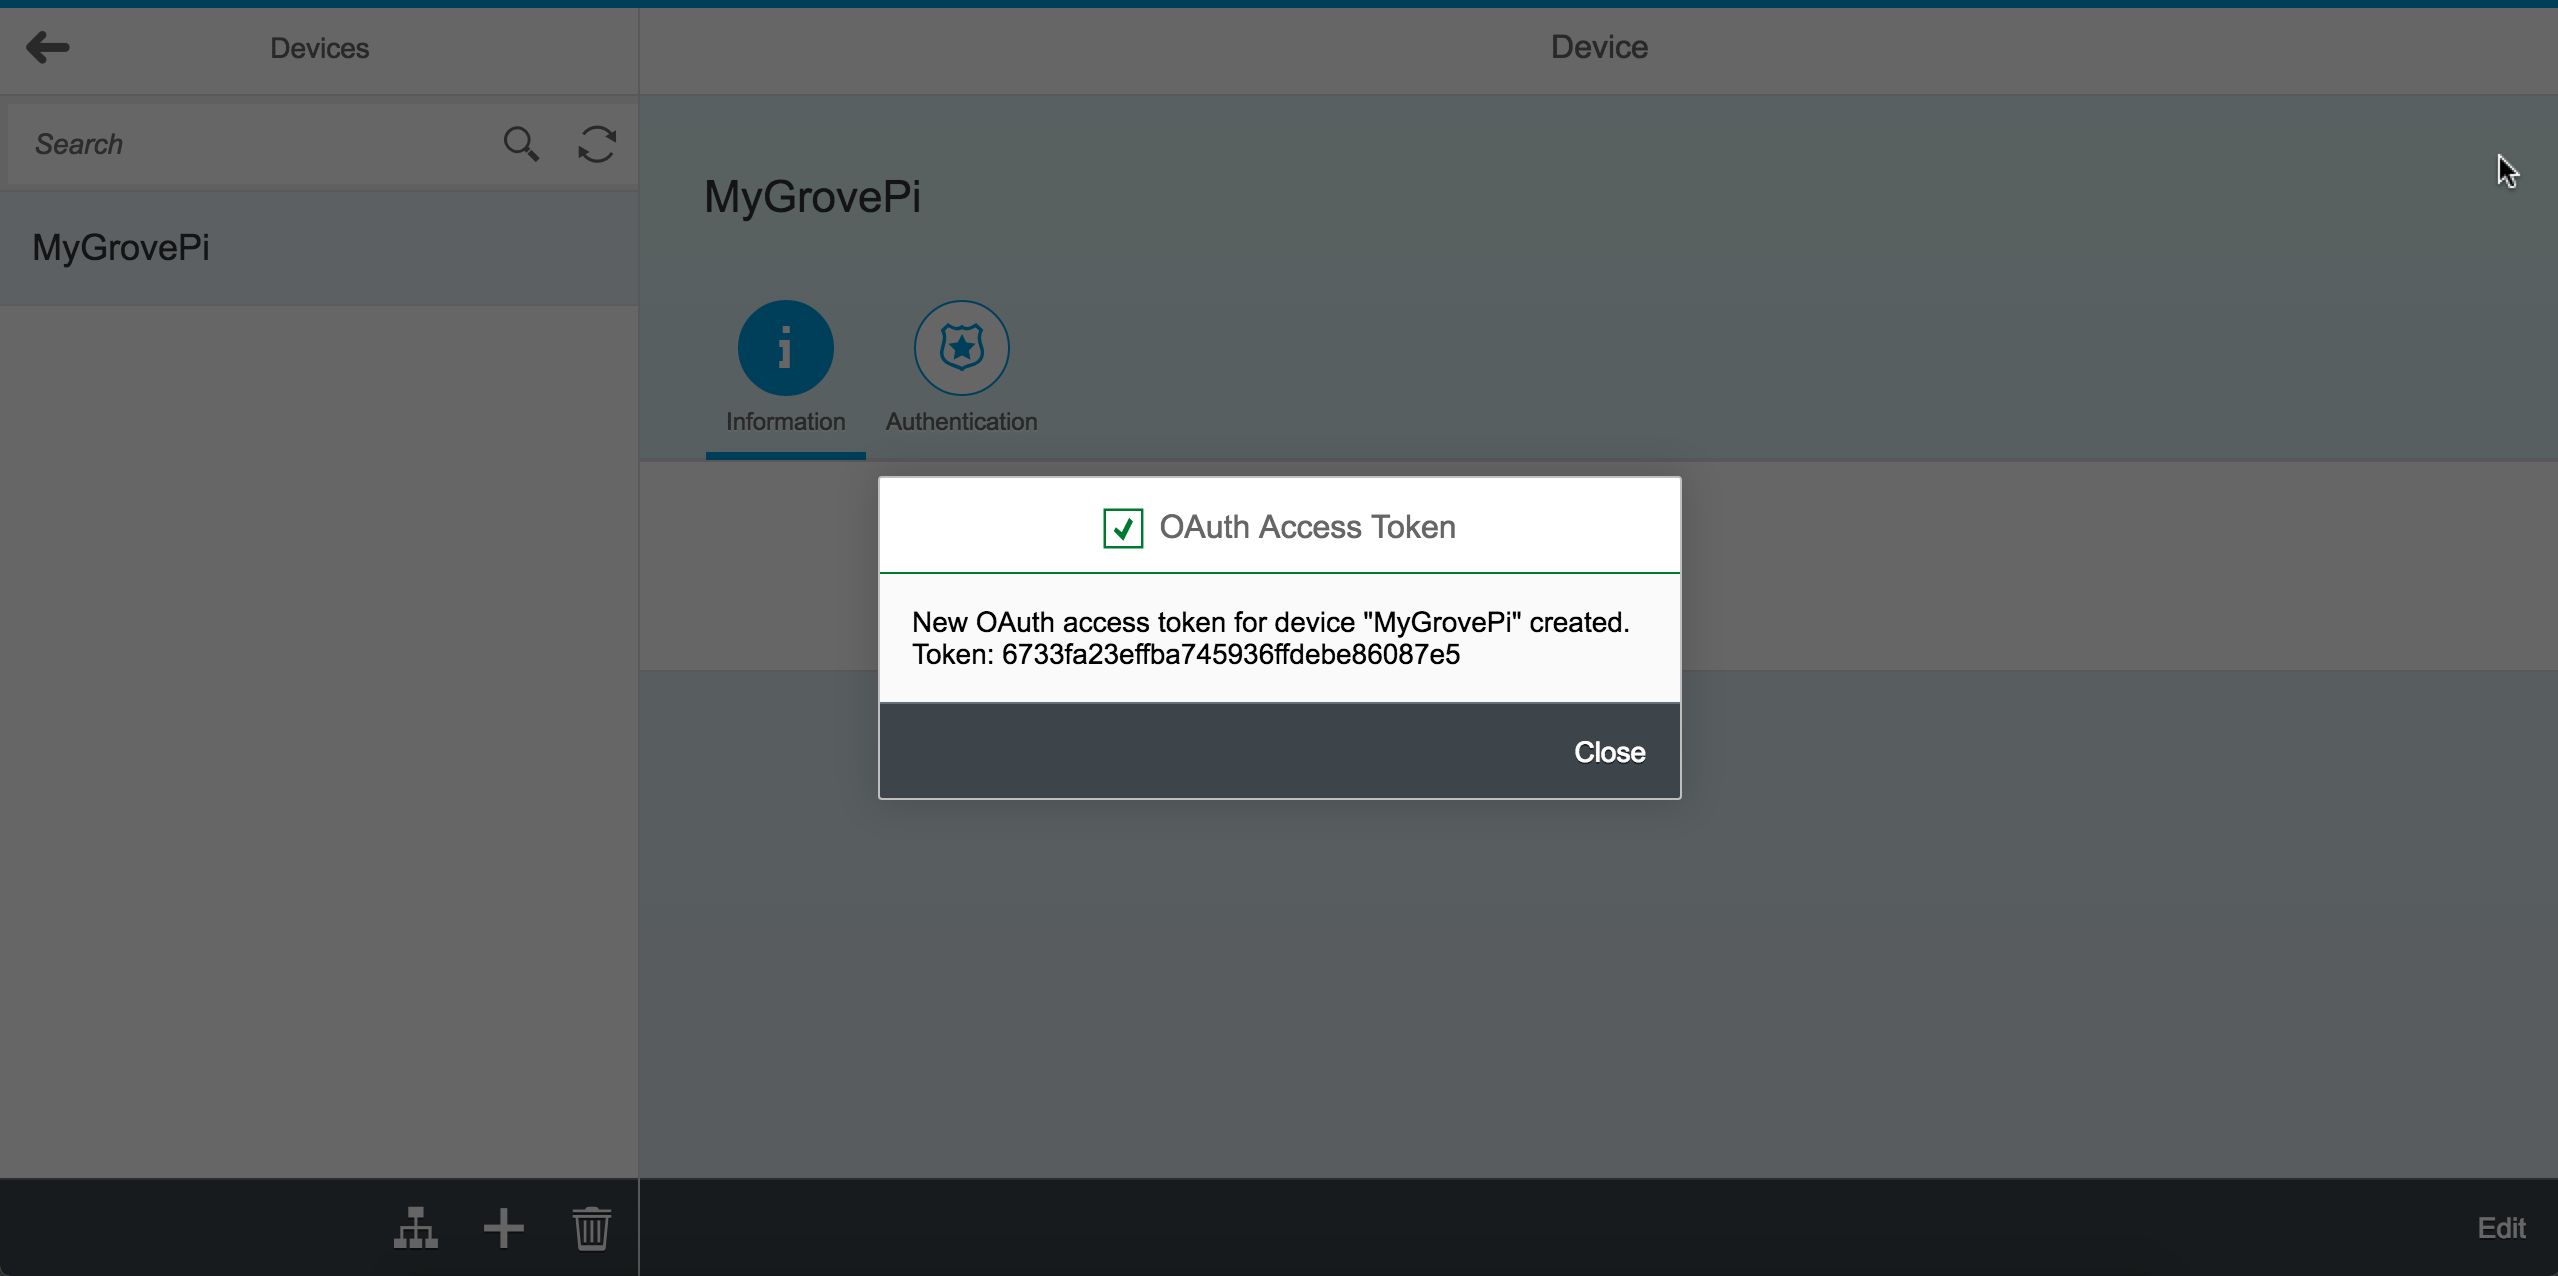 Devices
Device
Search
MyGrovePi
MyGrovePi
Information
Authentication
OAuth Access Token
New OAuth access token for device "MyGrovePi" created.
Token: 6733fa23effba745936ffdebe86087e5
Close
Edit